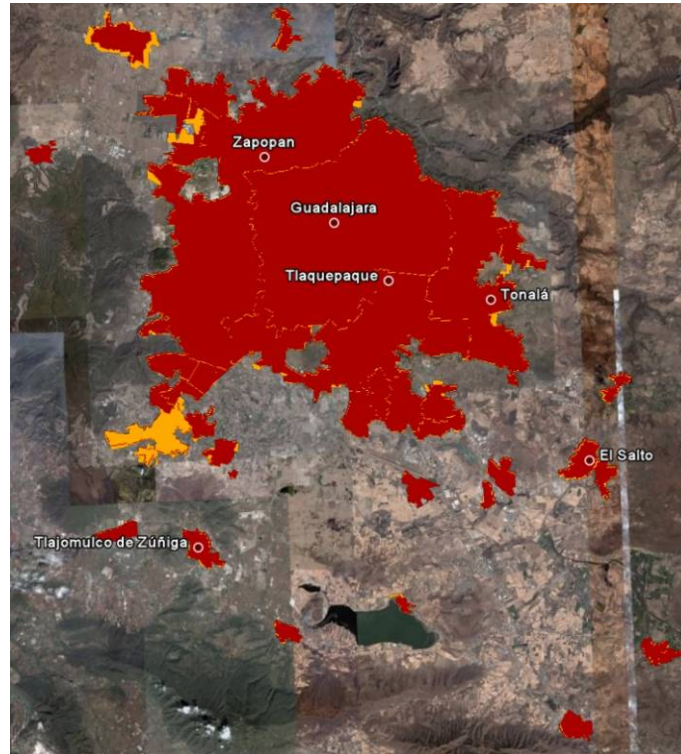 Zapopan
Guadalajara
Tlaquepaque
Tonalá
El Salto
Tlajomulco de Zúñiga